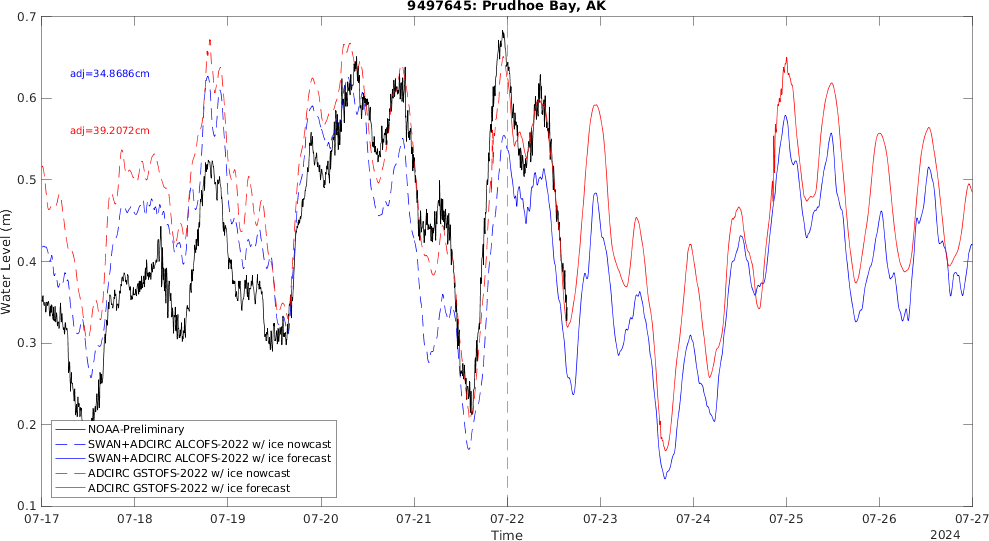 9497645: Prudhoe Bay, AK
0.7
0.6
0.5
0.4
0.3
0.2
0.1
Water Level (m)
adj=34.8686cm
adj=39.2072cm
NOAA-Preliminary
SWAN+ADCIRC ALCOFS-2022 w/ ice nowcast
SWAN+ADCIRC ALCOFS-2022 w/ ice forecast
ADCIRC GSTOFS-2022 w/ ice nowcast
ADCIRC GSTOFS-2022 w/ ice forecast
07-17 07-18 07-19 07-20 07-21 07-22 07-23 07-24 07-25 07-26 07-27
Time
2024